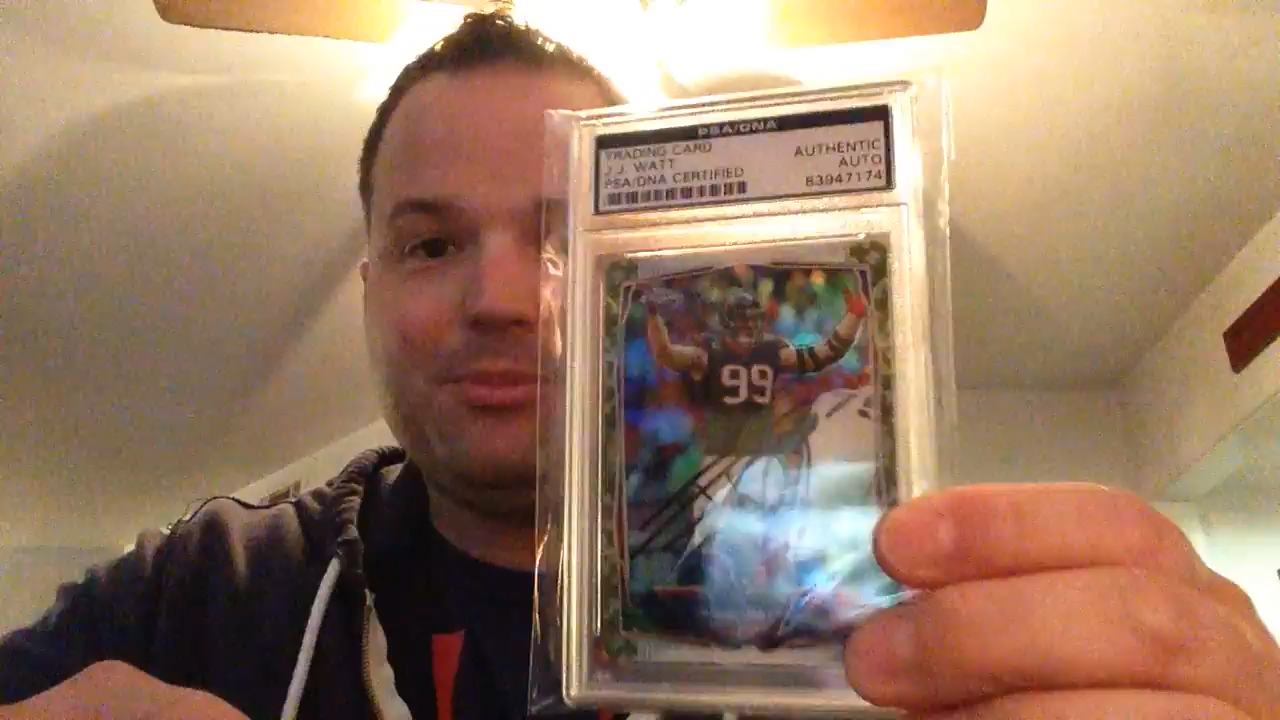 PSA/DNA
TRADING CARD
J.J. WATT
PSA/DNA CERTIFIED
AUTHENTIC
AUTO
83947174
99